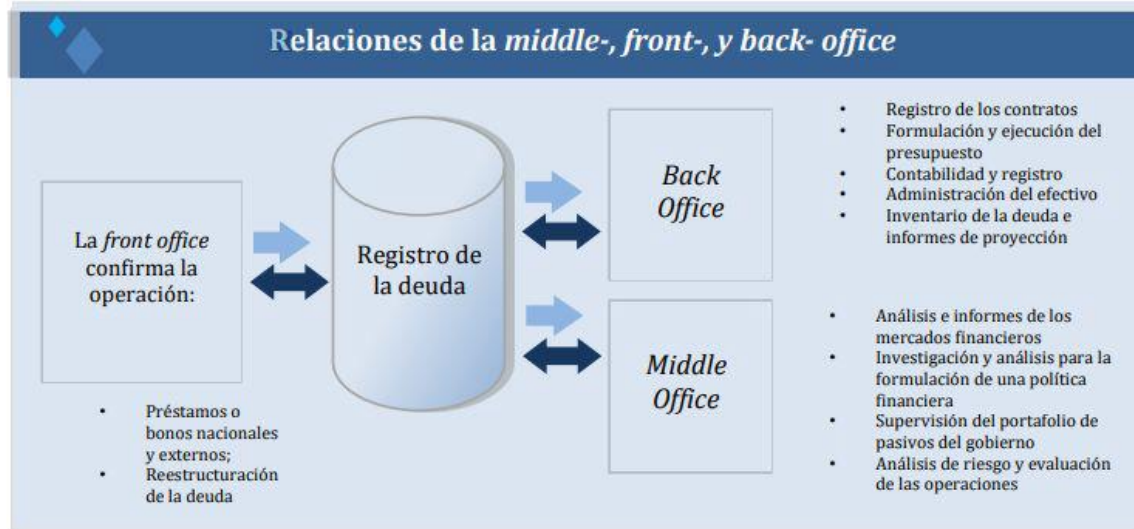 Relaciones de la middle-, front-, y back- office
La front office
confirma la
operación:
• Préstamos o
bonos nacionales
y externos;
• Reestructuración
de la deuda
Registro de
la deuda
Back
Office
• Registro de los contratos
• Formulación y ejecución del
presupuesto
• Contabilidad y registro
• Administración del efectivo
• Inventario de la deuda e
informes de proyección
Middle
Office
• Análisis e informes de los
mercados financieros
• Investigación y análisis para la
formulación de una política
financiera
• Supervisión del portafolio de
pasivos del gobierno
• Análisis de riesgo y evaluación
de las operaciones